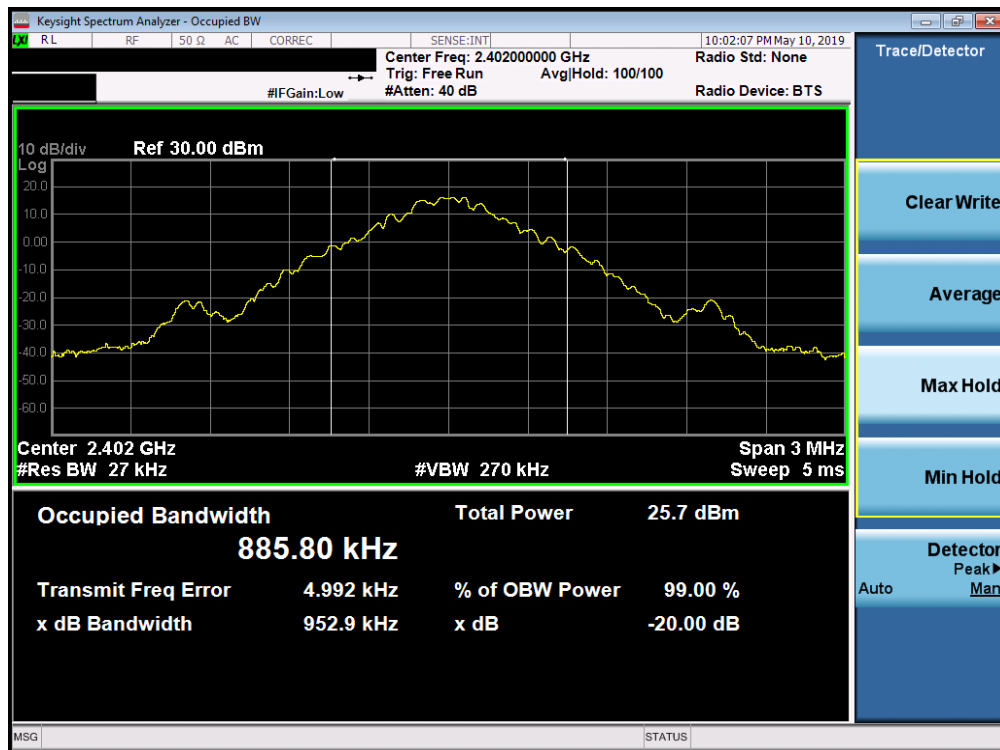 Keysight Spectrum Analyzer - Occupied BW
LXI RL RF 50 Ω AC CORREC SENSE:INT 10:02:07 PM May 10, 2019
Center Freq: 2.402000000 GHz Radio Std: None
Trig: Free Run Avg|Hold: 100/100
#IFGain:Low #Atten: 40 dB Radio Device: BTS
Trace/Detector
10 dB/div Ref 30.00 dBm
Log
20.0
10.0
0.00
-10.0
-20.0
-30.0
-40.0
-50.0
-60.0
Center 2.402 GHz Span 3 MHz
#Res BW 27 kHz #VBW 270 kHz Sweep 5 ms
Occupied Bandwidth Total Power 25.7 dBm
885.80 kHz
Transmit Freq Error 4.992 kHz % of OBW Power 99.00 %
x dB Bandwidth 952.9 kHz x dB -20.00 dB
Clear Write
Average
Max Hold
Min Hold
Detector
Peak▶
Auto Man
MSG STATUS